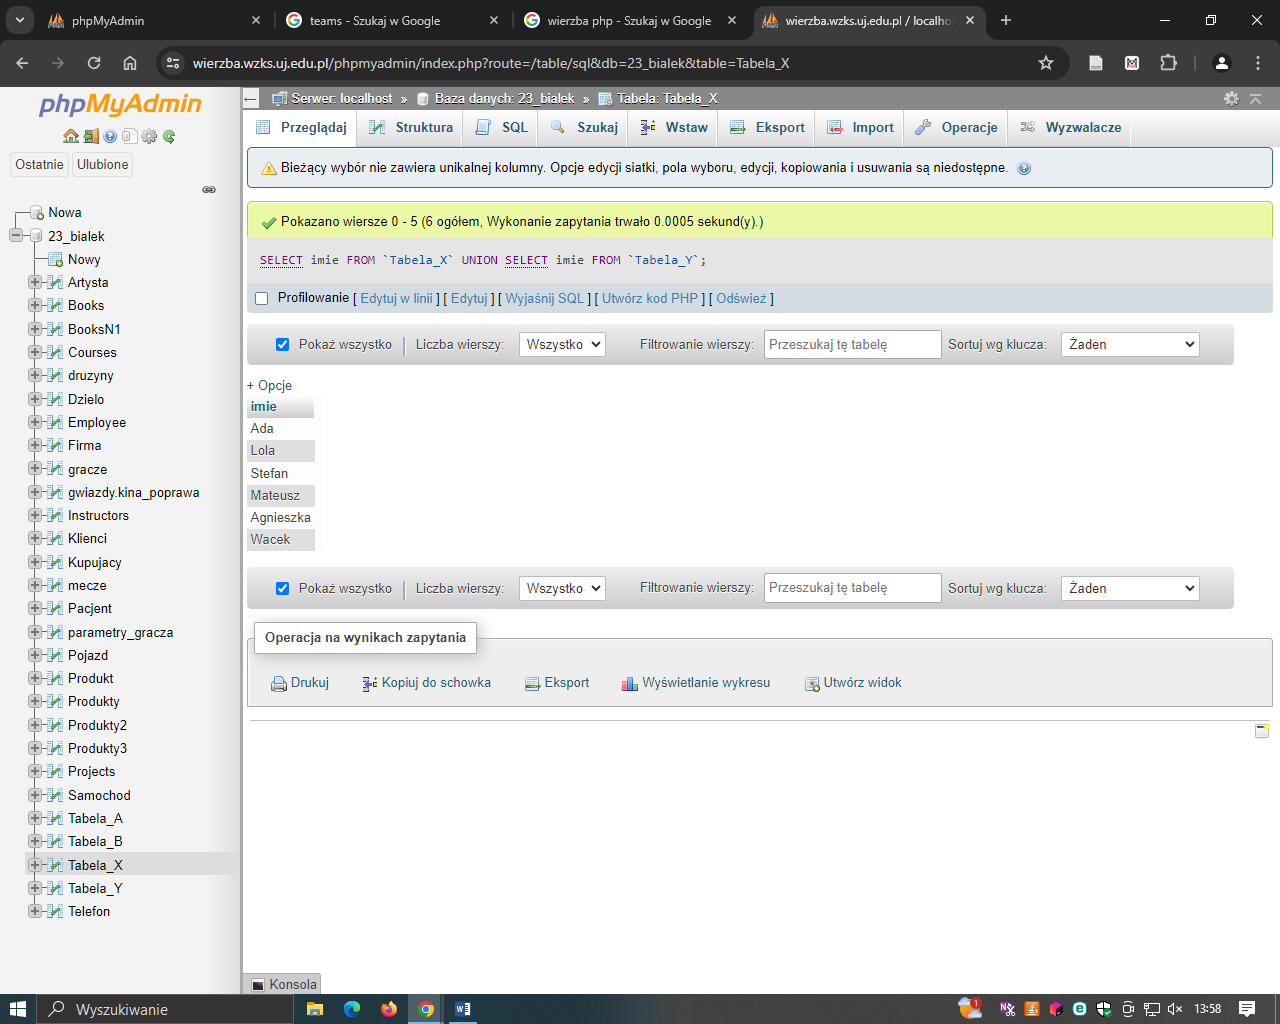 phpMyAdmin
teams - Szukaj w Google
wierzba php - Szukaj w Google
wierzba.wzks.uj.edu.pl / localhos
wierzba.wzks.uj.edu.pl/phpmyadmin/index.php?route=/table/sql&db=23_bialek&table=Tabela_X
phpMyAdmin
Ostatnie
Ulubione
Nowa
23_bialek
Nowy
Artysta
Books
BooksN1
Courses
druzyny
Dzielo
Employee
Firma
gracze
gwiazdy.kina_poprawa
Instructors
Klienci
Kupujacy
mecze
Pacjent
parametry_gracza
Pojazd
Produkt
Produkty
Produkty2
Produkty3
Projects
Samochod
Tabela_A
Tabela_B
Tabela_X
Tabela_Y
Telefon
Serwer: localhost » Baza danych: 23_bialek » Tabela: Tabela_X
Przeglądaj Struktura SQL Szukaj Wstaw Eksport Import Operacje Wyzwalacze
Bieżący wybór nie zawiera unikalnej kolumny. Opcje edycji siatki, pola wyboru, edycji, kopiowania i usuwania są niedostępne.
Pokazano wiersze 0 - 5 (6 ogółem, Wykonanie zapytania trwało 0.0005 sekund(y).)
SELECT imie FROM `Tabela_X` UNION SELECT imie FROM `Tabela_Y`;
Profilowanie [ Edytuj w linii ] [ Edytuj ] [ Wyjaśnij SQL ] [ Utwórz kod PHP ] [ Odśwież ]
Pokaż wszystko Liczba wierszy: Wszystko Filtrowanie wierszy: Przeszukaj tę tabelę Sortuj wg klucza: Żaden
+ Opcje
imie
Ada
Lola
Stefan
Mateusz
Agnieszka
Wacek
Pokaż wszystko Liczba wierszy: Wszystko Filtrowanie wierszy: Przeszukaj tę tabelę Sortuj wg klucza: Żaden
Operacja na wynikach zapytania
Drukuj Kopiuj do schowka Eksport Wyświetlanie wykresu Utwórz widok
Konsola
Wyszukiwanie
1
13:58